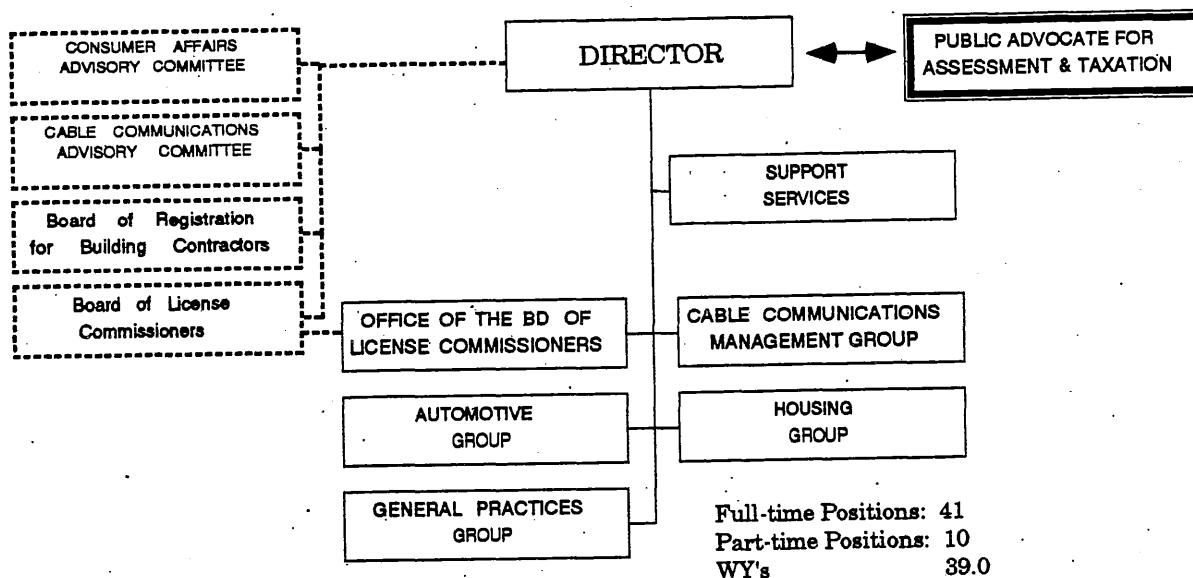 CONSUMER AFFAIRS
ADVISORY COMMITTEE
DIRECTOR
PUBLIC ADVOCATE FOR
ASSESSMENT & TAXATION
CABLE COMMUNICATIONS
ADVISORY COMMITTEE
SUPPORT
SERVICES
Board of Registration
for Building Contractors
Board of License
Commissioners
OFFICE OF THE BD OF
LICENSE COMMISSIONERS
CABLE COMMUNICATIONS
MANAGEMENT GROUP
AUTOMOTIVE
GROUP
HOUSING
GROUP
GENERAL PRACTICES
GROUP
Full-time Positions: 41
Part-time Positions: 10
WY's 39.0